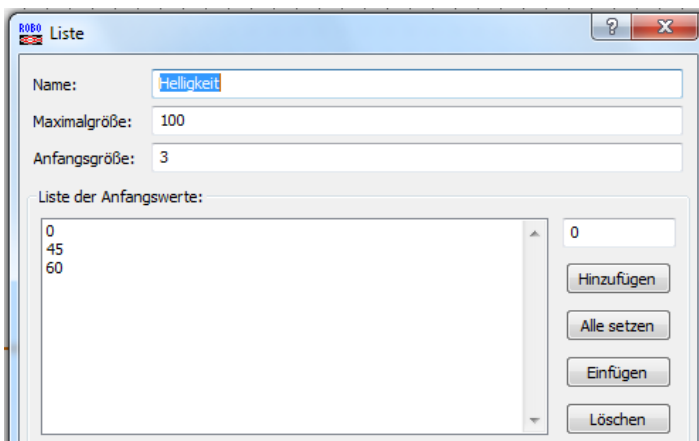 ROBO Liste
Name: Helligkeit
Maximalgröße: 100
Anfangsgröße: 3
Liste der Anfangswerte:
0
45
60
0
Hinzufügen
Alle setzen
Einfügen
Löschen